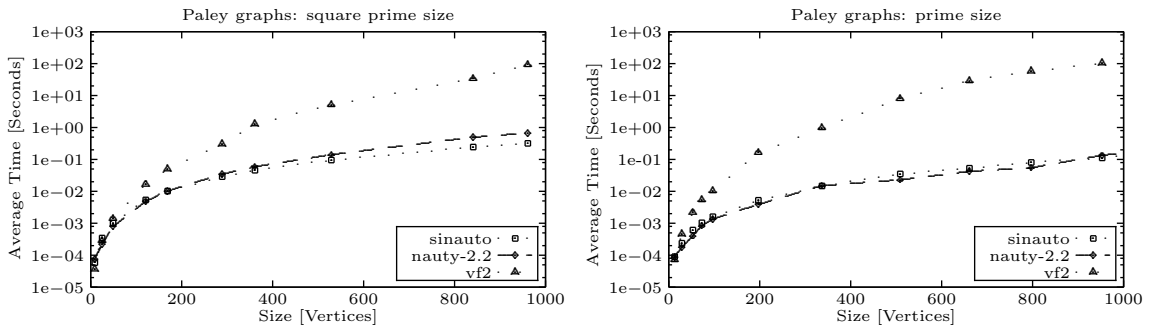 Paley graphs: square prime size
Average Time [Seconds]
1e+03
1e+02
1e+01
1e+00
1e-01
1e-02
1e-03
1e-04
1e-05
0
200
400
600
800
1000
Size [Vertices]
sinauto
nauty-2.2
vf2
Paley graphs: prime size
Average Time [Seconds]
1e+03
1e+02
1e+01
1e+00
1e-01
1e-02
1e-03
1e-04
1e-05
0
200
400
600
800
1000
Size [Vertices]
sinauto
nauty-2.2
vf2